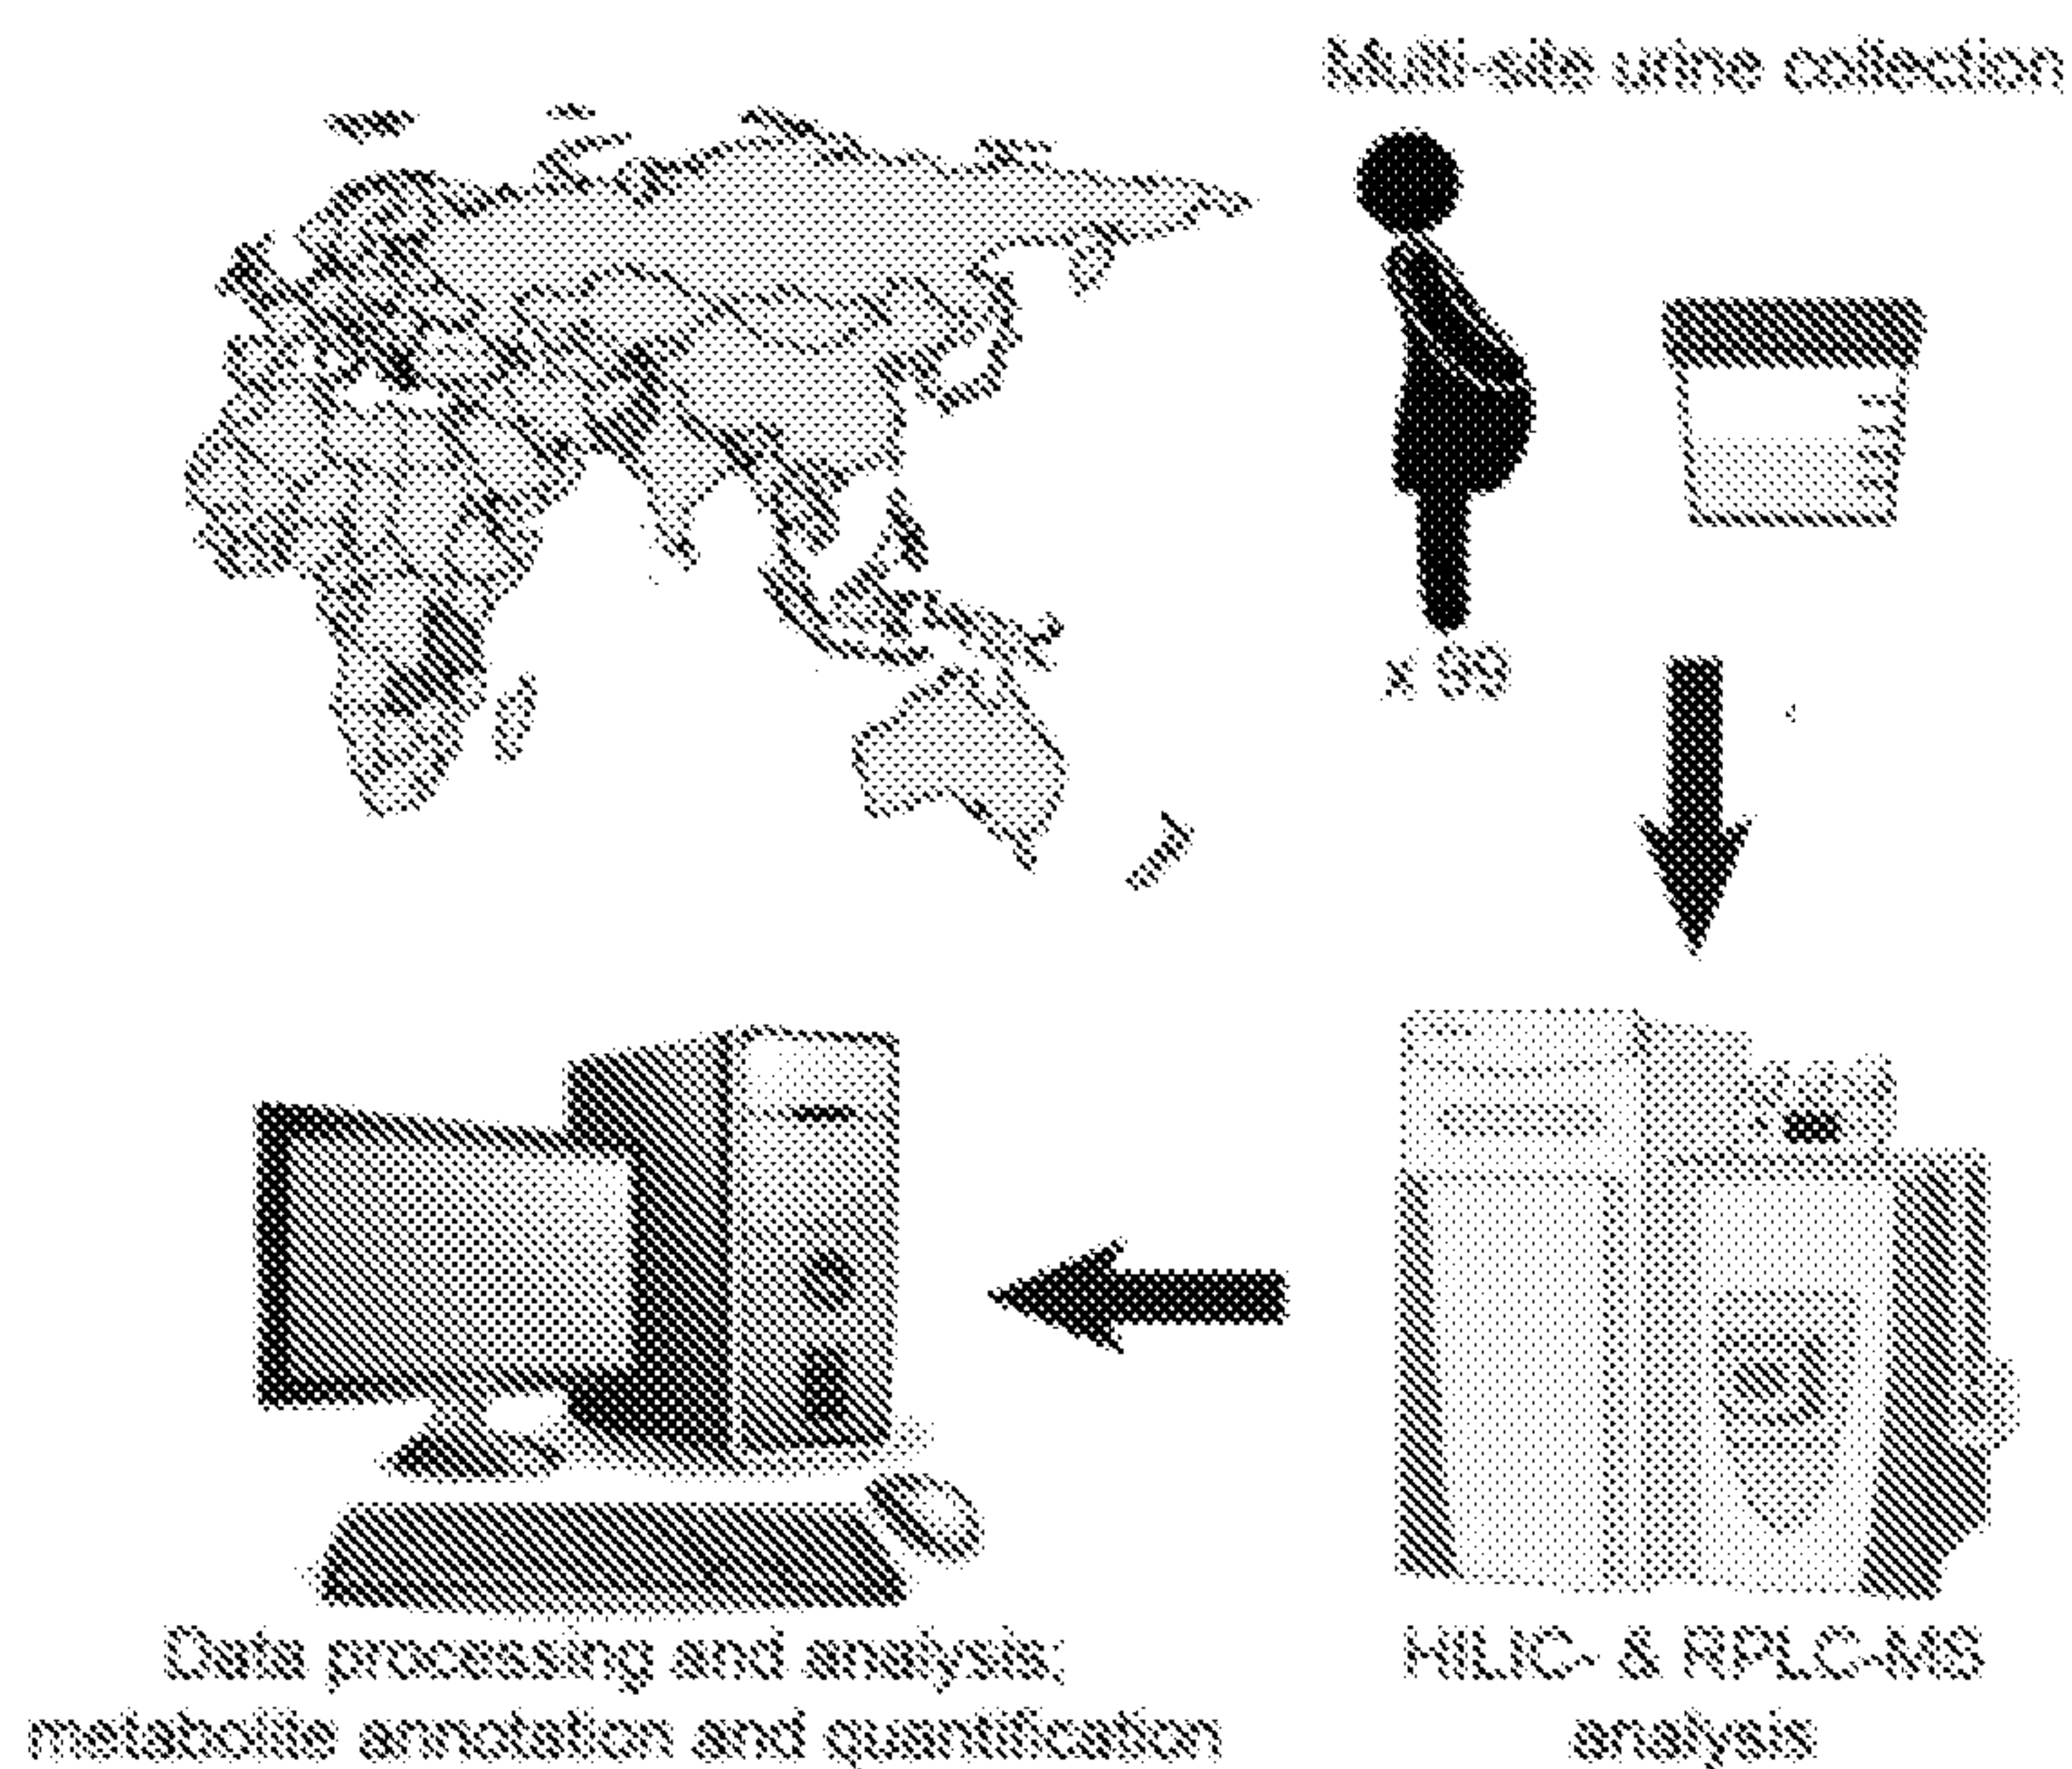 Multi-site urine collection
x 99
Data processing and analysis;
metabolite annotation and quantification
HILIC- & RPLC-MS
analysis